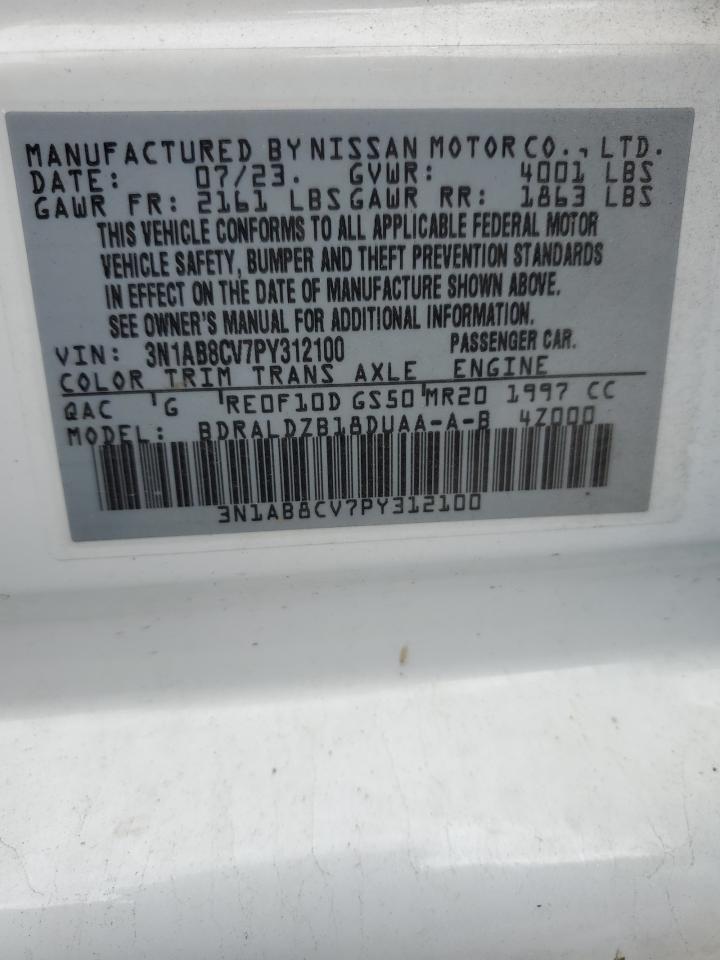 MANUFACTURED BY NISSAN MOTOR CO., LTD.
DATE: 07/23. GVWR: 4001 LBS
GAWR FR: 2161 LBS GAWR RR: 1863 LBS
THIS VEHICLE CONFORMS TO ALL APPLICABLE FEDERAL MOTOR
VEHICLE SAFETY, BUMPER AND THEFT PREVENTION STANDARDS
IN EFFECT ON THE DATE OF MANUFACTURE SHOWN ABOVE.
SEE OWNER'S MANUAL FOR ADDITIONAL INFORMATION.
VIN: 3N1AB8CV7PY312100 PASSENGER CAR.
COLOR TRIM TRANS AXLE ENGINE
QAC 'G 'RE0F10D GS50'MR20 1997 CC
MODEL: BDRALDZB18DUAA-A-B 4Z000
3N1AB8CV7PY312100